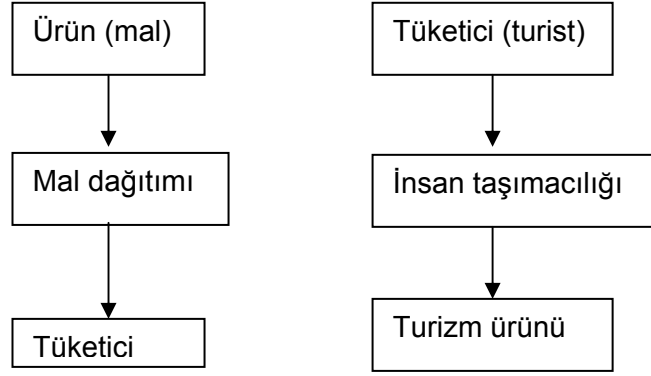 Ürün (mal)
Tüketici (turist)
Mal dağıtımı
İnsan taşımacılığı
Tüketici
Turizm ürünü